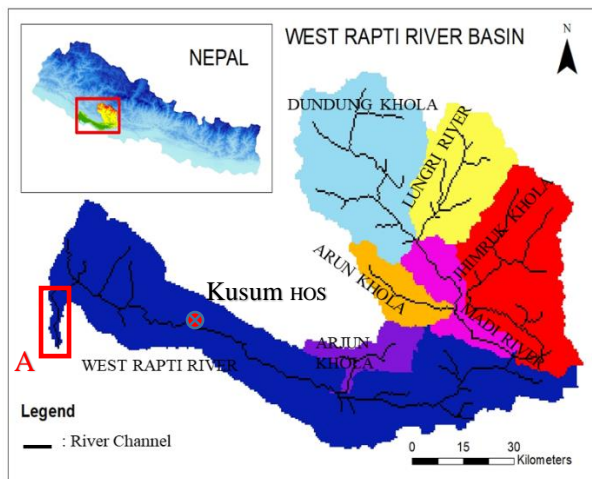 WEST RAPTI RIVER BASIN
N
NEPAL
DUNDUNG KHOLA
LUNGRI RIVER
JHIMRUK KHOLA
ARUN KHOLA
MADI RIVER
Kusum HOS
ARJUN
KHOLA
A
WEST RAPTI RIVER
Legend
: River Channel
0 15 30
Kilometers